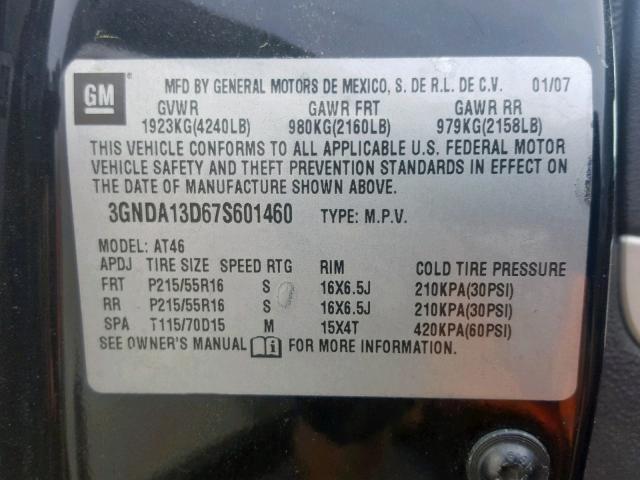 GM MFD BY GENERAL MOTORS DE MEXICO, S. DE R.L. DE C.V. 01/07
GVWR GAWR FRT GAWR RR
1923KG(4240LB) 980KG(2160LB) 979KG(2158LB)
THIS VEHICLE CONFORMS TO ALL APPLICABLE U.S. FEDERAL MOTOR
VEHICLE SAFETY AND THEFT PREVENTION STANDARDS IN EFFECT ON
THE DATE OF MANUFACTURE SHOWN ABOVE.
3GNDA13D67S601460 TYPE: M.P.V.
MODEL: AT46
APDJ TIRE SIZE SPEED RTG RIM COLD TIRE PRESSURE
FRT P215/55R16 S 16X6.5J 210KPA(30PSI)
RR P215/55R16 S 16X6.5J 210KPA(30PSI)
SPA T115/70D15 M 15X4T 420KPA(60PSI)
SEE OWNER'S MANUAL FOR MORE INFORMATION.